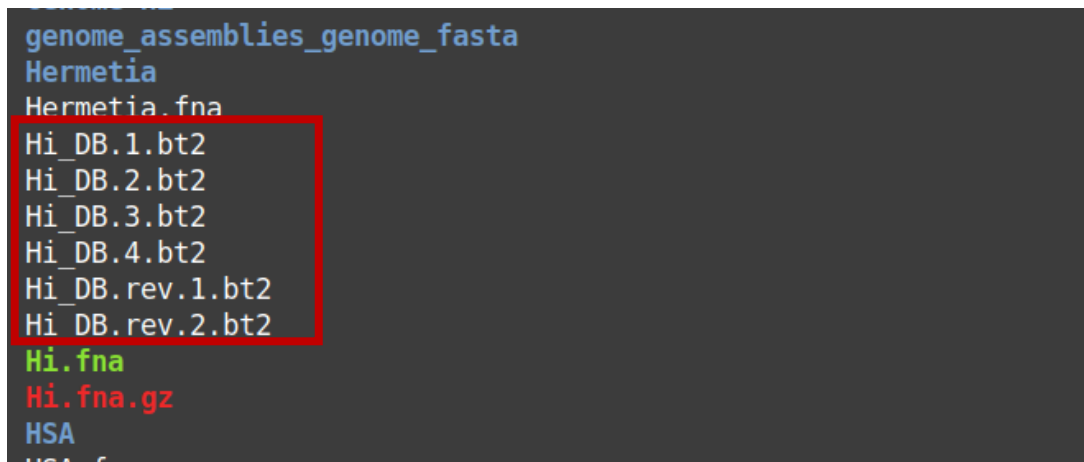 genome_assemblies_genome_fasta
Hermetia
Hermetia.fna
Hi_DB.1.bt2
Hi_DB.2.bt2
Hi_DB.3.bt2
Hi_DB.4.bt2
Hi_DB.rev.1.bt2
Hi_DB.rev.2.bt2
Hi.fna
Hi.fna.gz
HSA